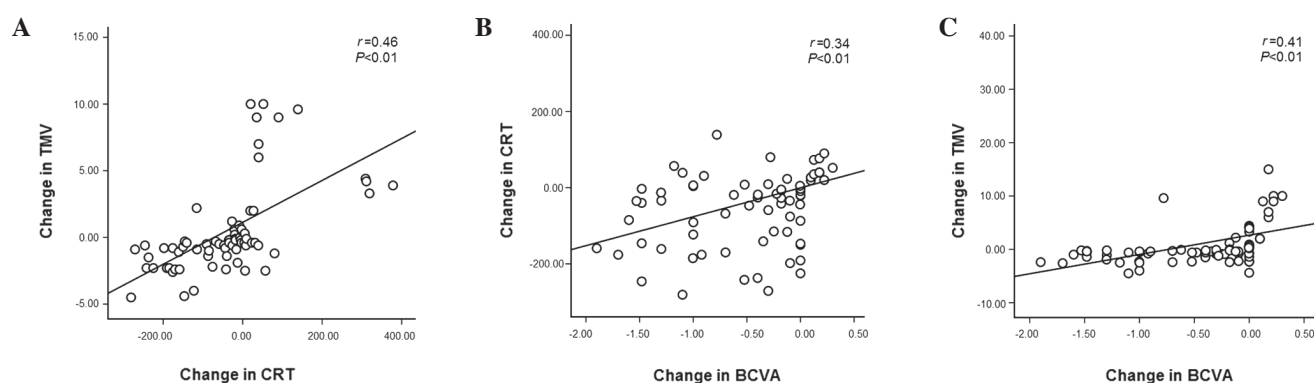 A
r=0.46
P<0.01
Change in TMV
15.00
10.00
5.00
0.00
-5.00
-200.00 0.00 200.00 400.00
Change in CRT
B
r=0.34
P<0.01
Change in CRT
400.00
200.00
0.00
-200.00
-2.00 -1.50 -1.00 -0.50 0.00 0.50
Change in BCVA
C
r=0.41
P<0.01
Change in TMV
40.00
30.00
20.00
10.00
0.00
-10.00
-2.00 -1.50 -1.00 -0.50 0.00 0.50
Change in BCVA